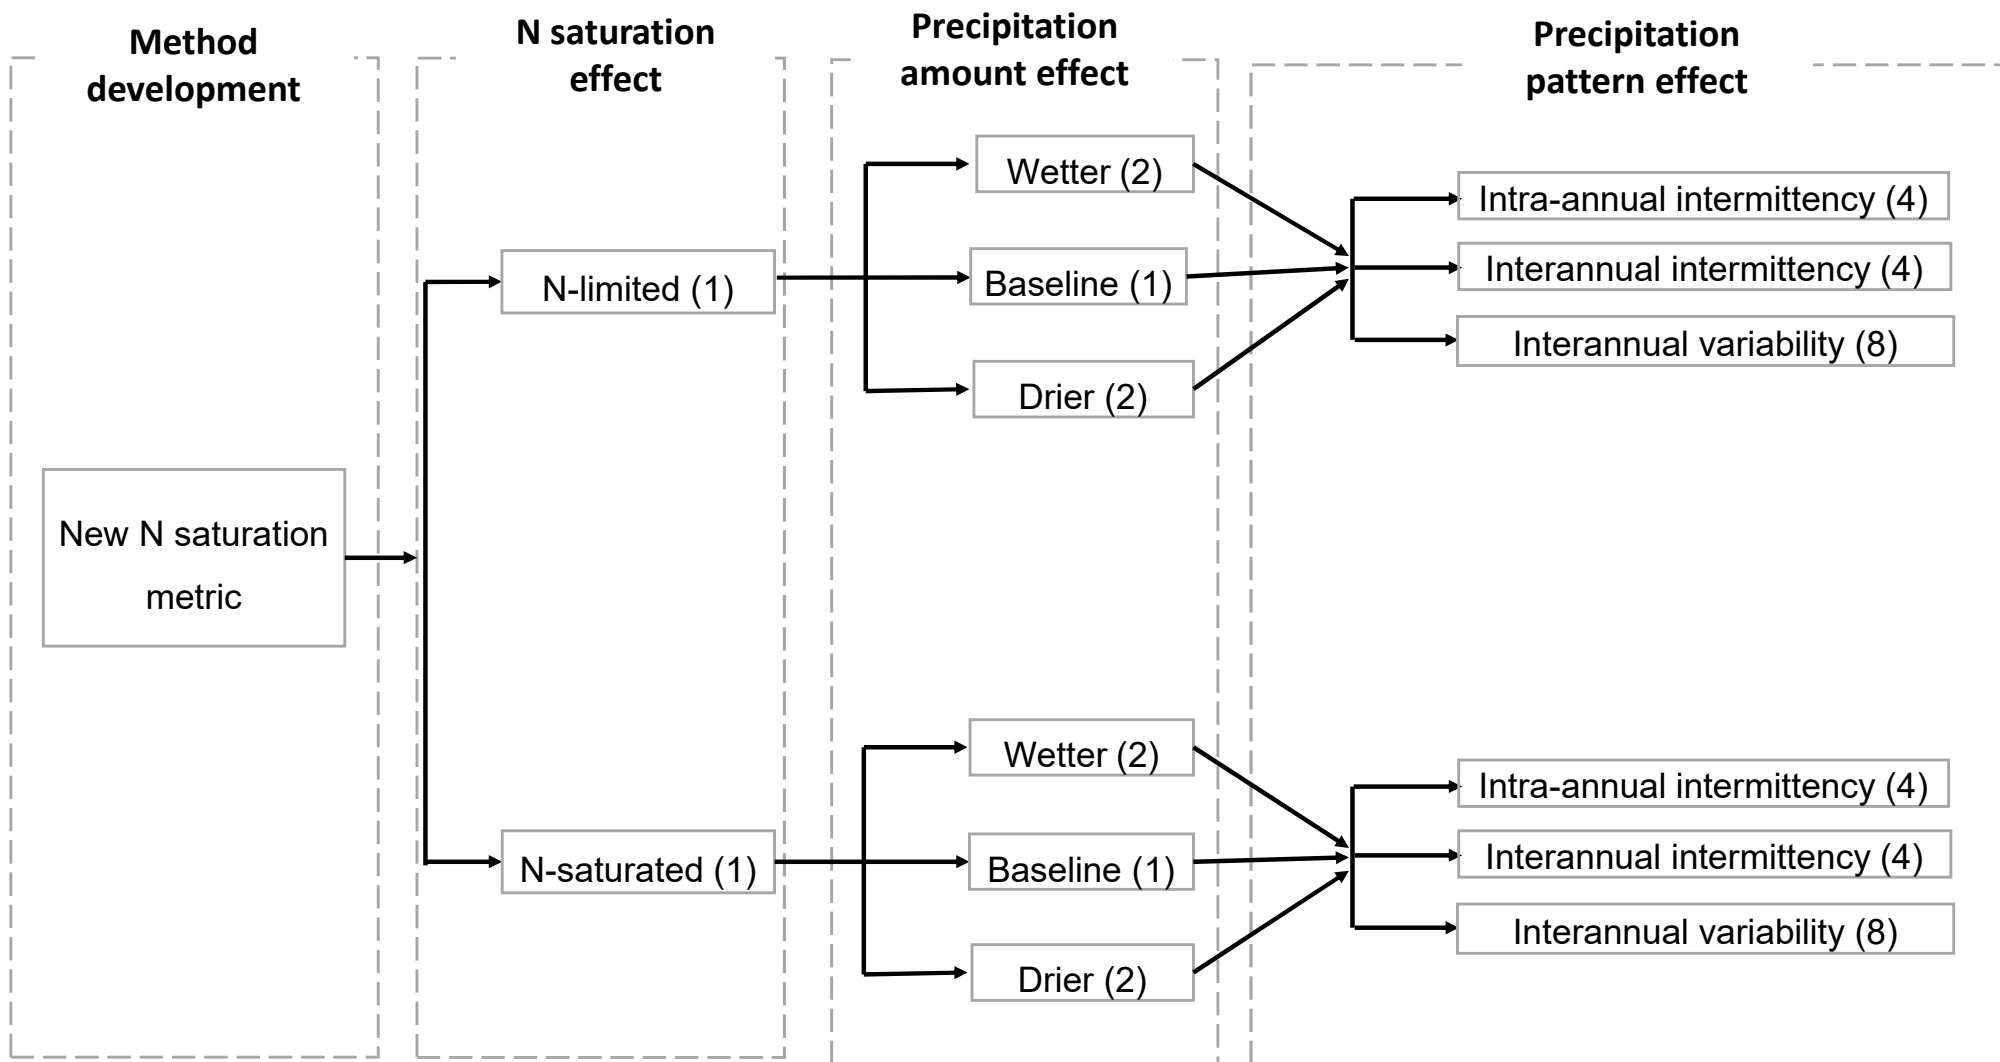 Method
development
N saturation
effect
Precipitation
amount effect
Precipitation
pattern effect
New N saturation
metric
N-limited (1)
Wetter (2)
Baseline (1)
Drier (2)
Intra-annual intermittency (4)
Interannual intermittency (4)
Interannual variability (8)
N-saturated (1)
Wetter (2)
Baseline (1)
Drier (2)
Intra-annual intermittency (4)
Interannual intermittency (4)
Interannual variability (8)